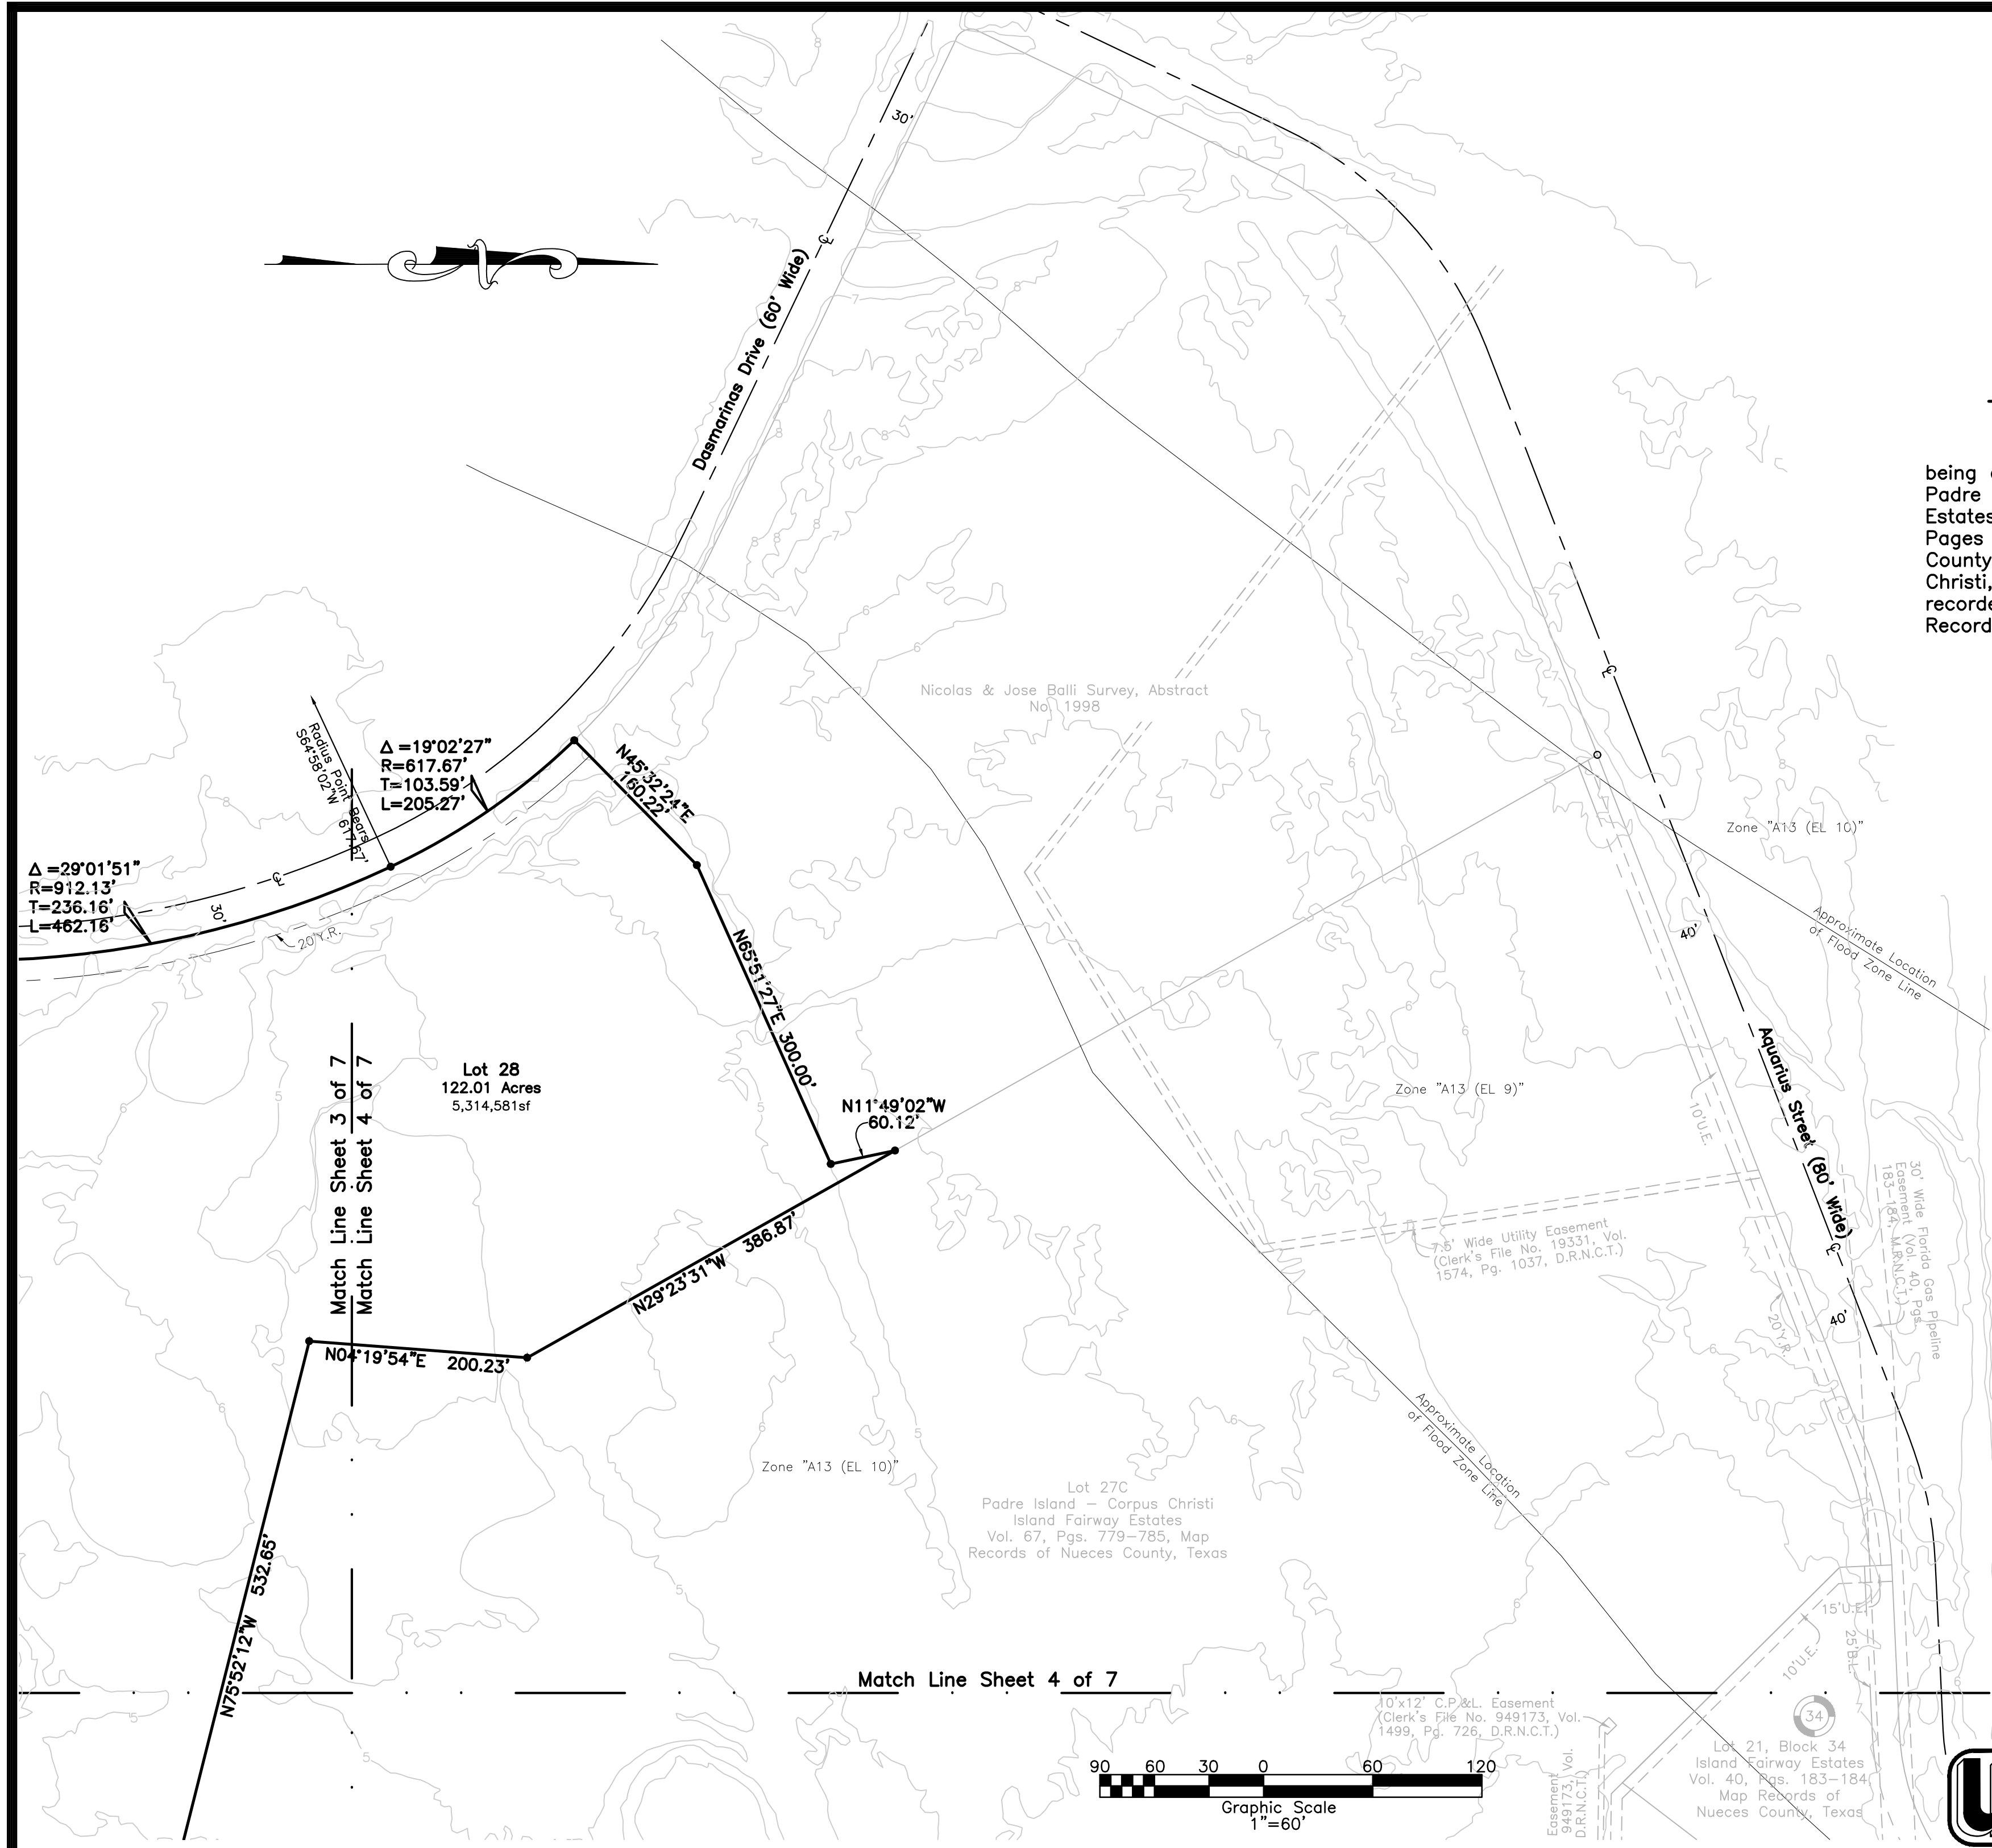 30'
Dasmarinas Drive (60' Wide)
being
Padre
Estates
Pages
County
Christi,
Record
Nicolas & Jose Balli Survey, Abstract
No. 1998
Radius Point Bears
S64°58'02"W 617.67'
Δ =19°02'27"
R=617.67'
T=103.59'
L=205.27'
N45°32'24"E
160.22'
Δ =29°01'51"
R=912.13'
T=236.16'
L=462.16'
30'
20'Y.R.
Zone "A13 (EL 10)"
Approximate Location
of Flood Zone Line
40'
N65°51'27"E 300.00'
Lot 28
122.01 Acres
5,314,581sf
Match Line Sheet 3 of 7
Match Line Sheet 4 of 7
N11°49'02"W
60.12'
Zone "A13 (EL 9)"
10'U.E.
Aquarius Street (80' Wide)
30' Wide Florida Gas Pipeline
Easement (Vol. 40, Pgs.
183-184, M.R.N.C.T.)
7.5' Wide Utility Easement
(Clerk's File No. 19331, Vol.
1574, Pg. 1037, D.R.N.C.T.)
N29°23'31"W 386.87'
N04°19'54"E 200.23'
20'Y.R.
40'
Approximate Location
of Flood Zone Line
Zone "A13 (EL 10)"
Lot 27C
Padre Island - Corpus Christi
Island Fairway Estates
Vol. 67, Pgs. 779-785, Map
Records of Nueces County, Texas
N75°52'12"W 532.65'
15'U.E.
10'U.E.
25'B.L.
Match Line Sheet 4 of 7
10'x12' C.P.&L. Easement
(Clerk's File No. 949173, Vol.
1499, Pg. 726, D.R.N.C.T.)
34
Lot 21, Block 34
Island Fairway Estates
Vol. 40, Pgs. 183-184
Map Records of
Nueces County, Texas
Easement
949173, Vol.
D.R.N.C.T.)
90 60 30 0 60 120
Graphic Scale
1"=60'